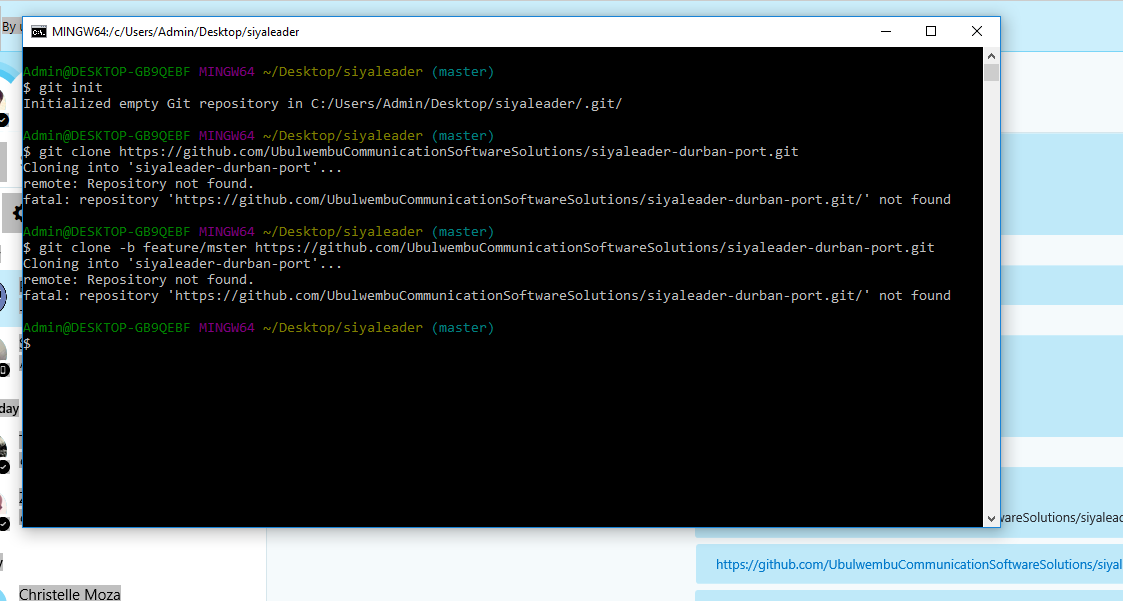 By
MINGW64:/c/Users/Admin/Desktop/siyaleader
Admin@DESKTOP-GB9QEBF MINGW64 ~/Desktop/siyaleader (master)
$ git init
Initialized empty Git repository in C:/Users/Admin/Desktop/siyaleader/.git/
Admin@DESKTOP-GB9QEBF MINGW64 ~/Desktop/siyaleader (master)
$ git clone https://github.com/UbulwembuCommunicationSoftwareSolutions/siyaleader-durban-port.git
Cloning into 'siyaleader-durban-port'...
remote: Repository not found.
fatal: repository 'https://github.com/UbulwembuCommunicationSoftwareSolutions/siyaleader-durban-port.git/' not found
Admin@DESKTOP-GB9QEBF MINGW64 ~/Desktop/siyaleader (master)
$ git clone -b feature/mster https://github.com/UbulwembuCommunicationSoftwareSolutions/siyaleader-durban-port.git
Cloning into 'siyaleader-durban-port'...
remote: Repository not found.
fatal: repository 'https://github.com/UbulwembuCommunicationSoftwareSolutions/siyaleader-durban-port.git/' not found
Admin@DESKTOP-GB9QEBF MINGW64 ~/Desktop/siyaleader (master)
$
day
wareSolutions/siyalead
https://github.com/UbulwembuCommunicationSoftwareSolutions/siyal
Christelle Moza